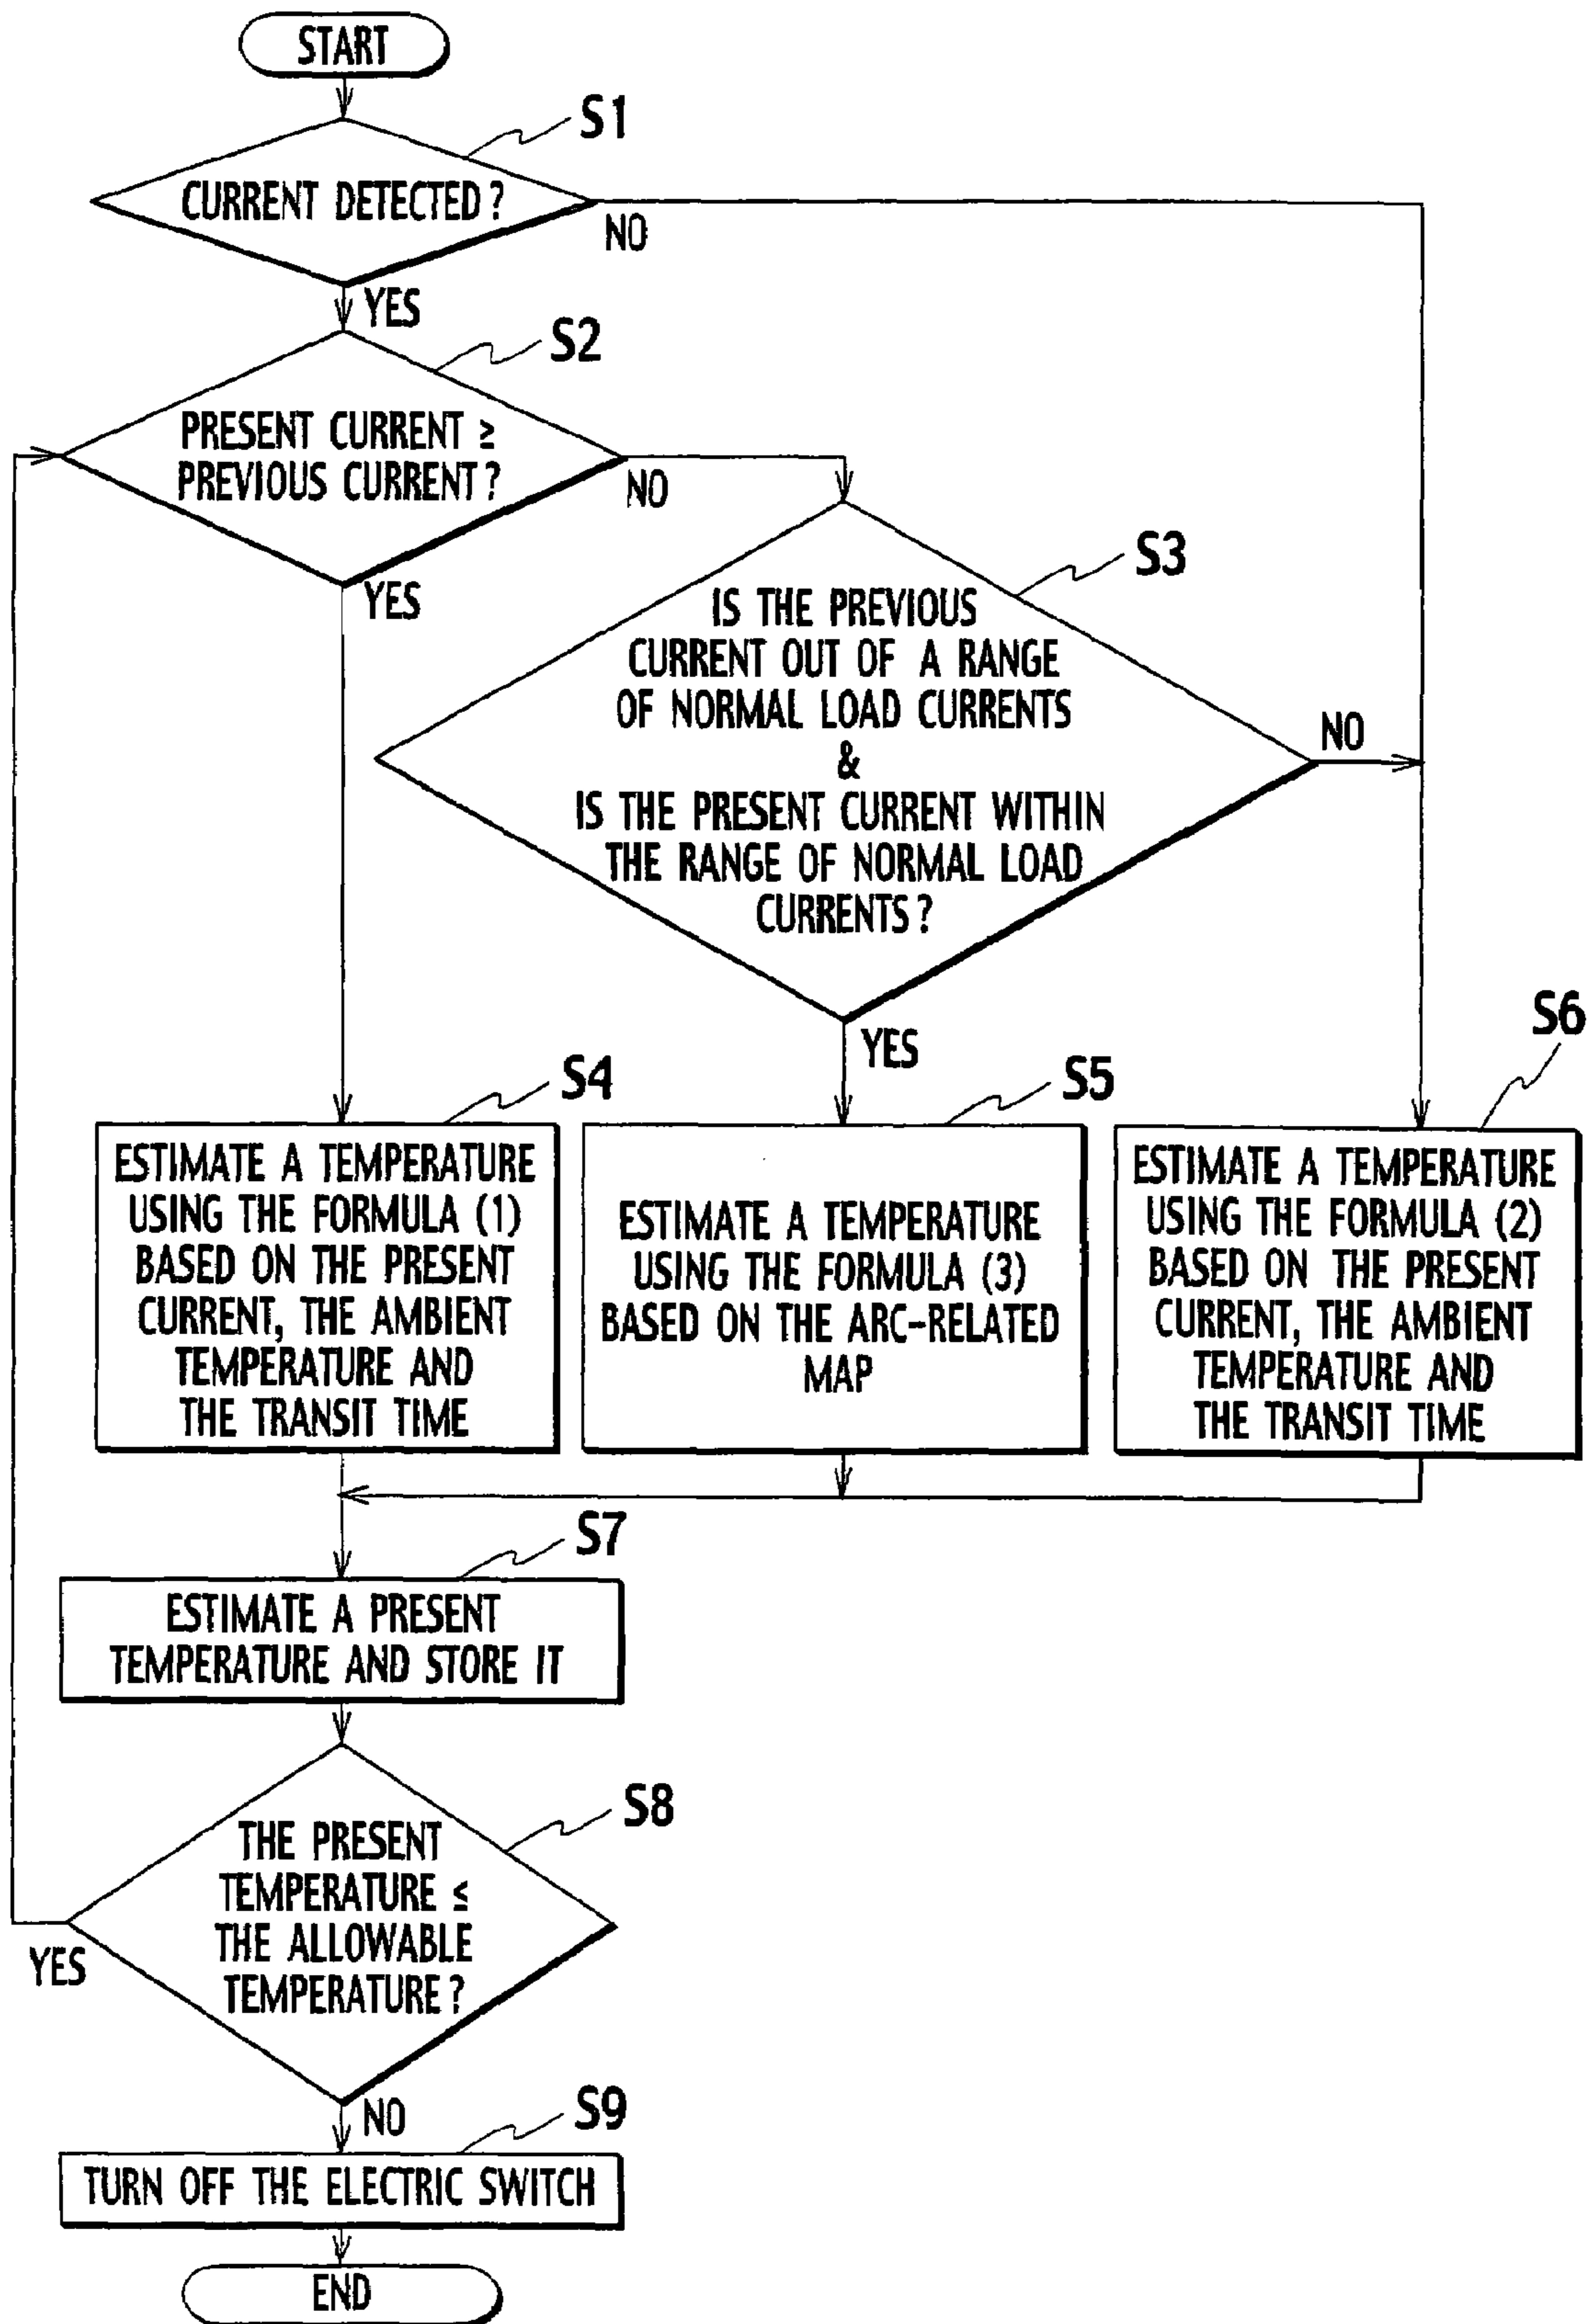 START
S1
CURRENT DETECTED?
NO
YES
S2
PRESENT CURRENT ≥
PREVIOUS CURRENT?
NO
YES
S3
IS THE PREVIOUS
CURRENT OUT OF A RANGE
OF NORMAL LOAD CURRENTS
&
IS THE PRESENT CURRENT WITHIN
THE RANGE OF NORMAL LOAD
CURRENTS?
NO
YES
S4
ESTIMATE A TEMPERATURE
USING THE FORMULA (1)
BASED ON THE PRESENT
CURRENT, THE AMBIENT
TEMPERATURE AND
THE TRANSIT TIME
S5
ESTIMATE A TEMPERATURE
USING THE FORMULA (3)
BASED ON THE ARC-RELATED
MAP
S6
ESTIMATE A TEMPERATURE
USING THE FORMULA (2)
BASED ON THE PRESENT
CURRENT, THE AMBIENT
TEMPERATURE AND
THE TRANSIT TIME
S7
ESTIMATE A PRESENT
TEMPERATURE AND STORE IT
S8
THE PRESENT
TEMPERATURE ≤
THE ALLOWABLE
TEMPERATURE?
YES
NO
S9
TURN OFF THE ELECTRIC SWITCH
END